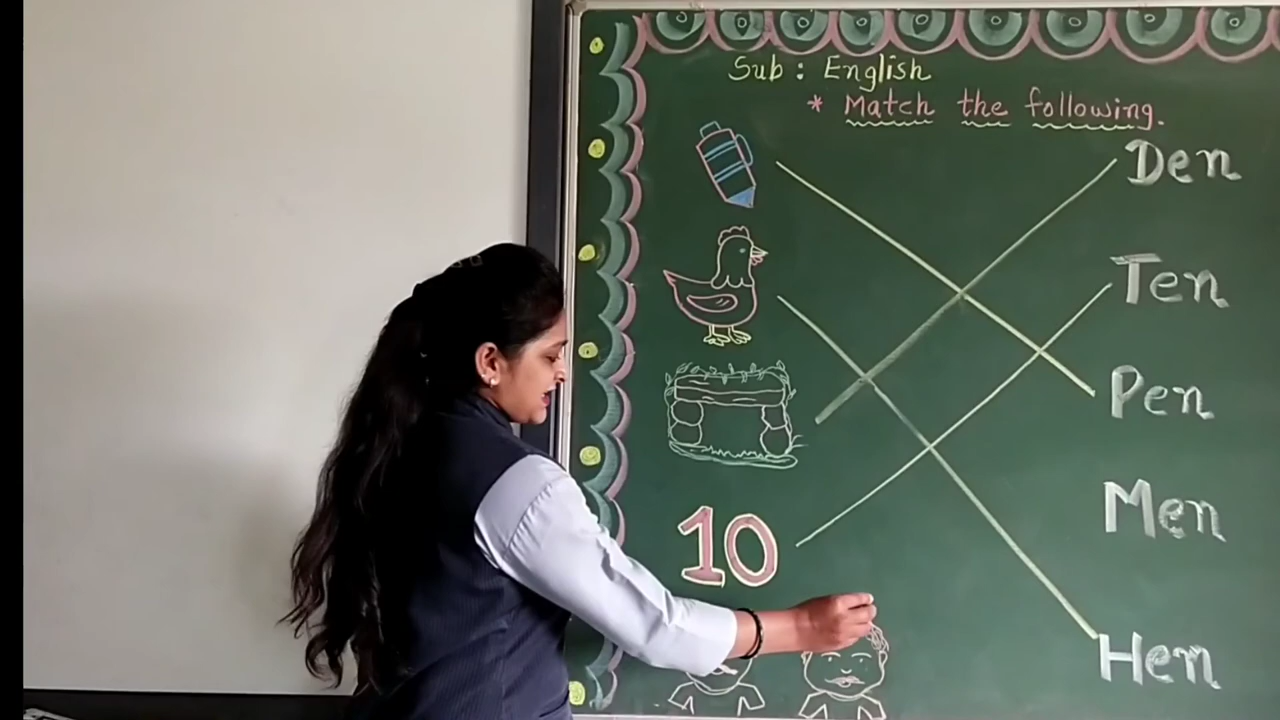 Sub : English
* Match the following.
Den
Ten
Pen
10
Men
Hen